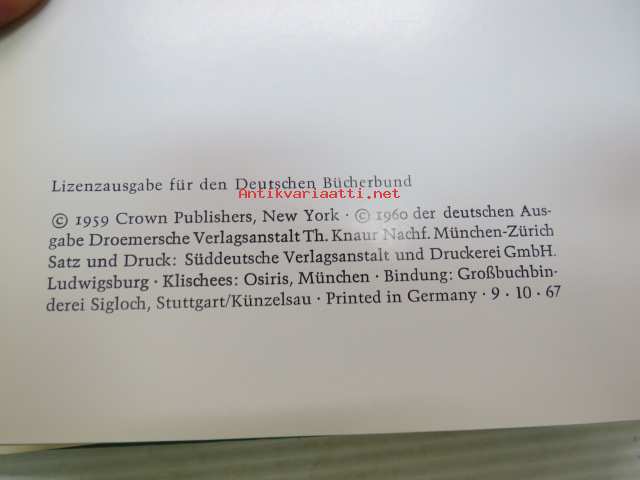 Lizenzausgabe für den Deutschen Bücherbund
Antikvariaatti.net
© 1959 Crown Publishers, New York · © 1960 der deutschen Aus-
gabe Droemersche Verlagsanstalt Th. Knaur Nachf. München-Zürich
Satz und Druck: Süddeutsche Verlagsanstalt und Druckerei GmbH.
Ludwigsburg · Klischees: Osiris, München · Bindung: Großbuchbin-
derei Sigloch, Stuttgart/Künzelsau · Printed in Germany · 9 · 10 · 67